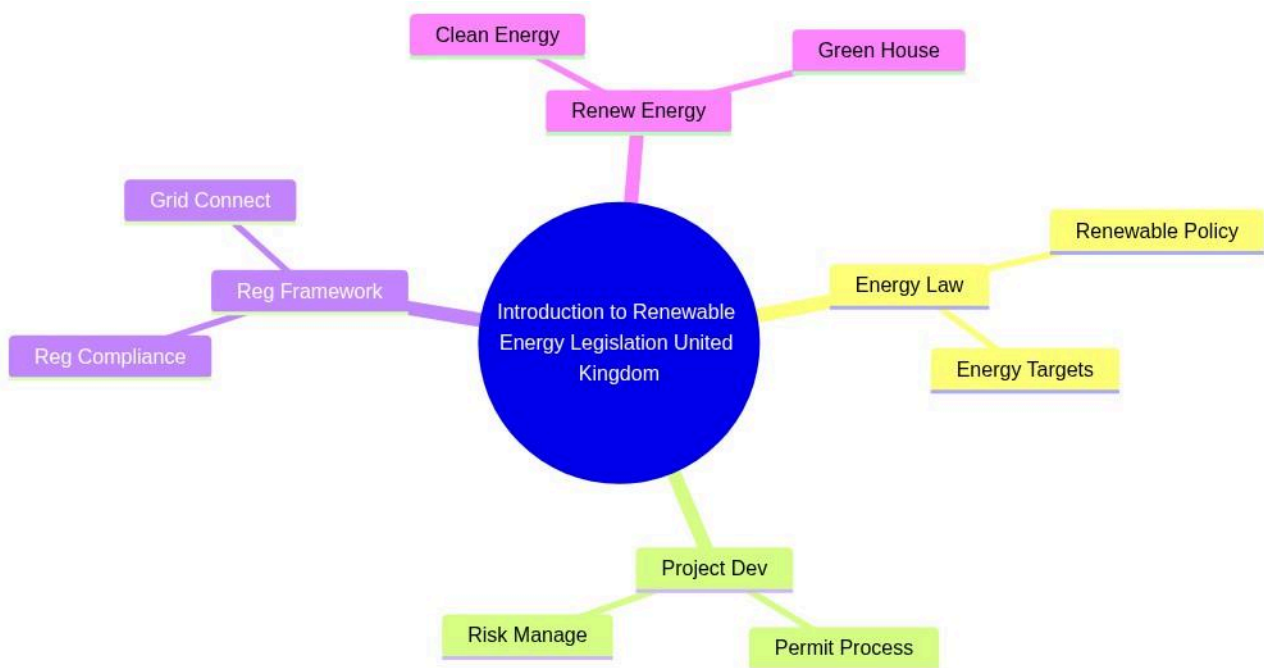 Clean Energy
Green House
Renew Energy
Grid Connect
Reg Framework
Reg Compliance
Introduction to Renewable
Energy Legislation United
Kingdom
Renewable Policy
Energy Law
Energy Targets
Project Dev
Risk Manage
Permit Process